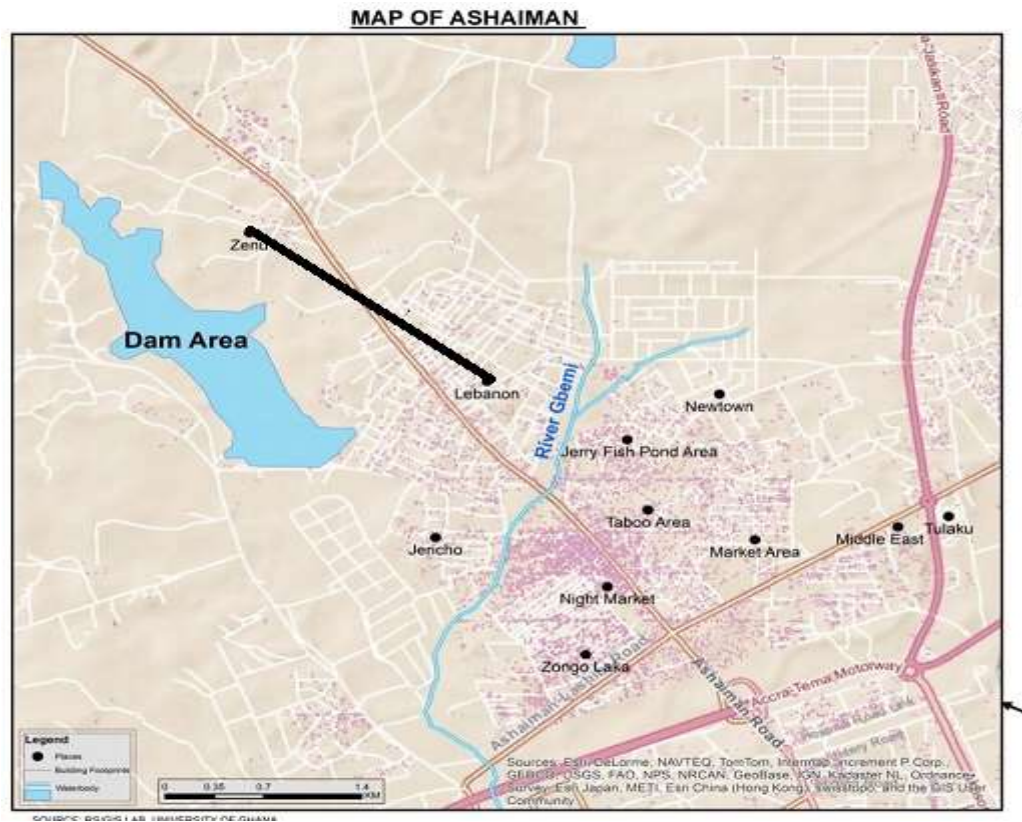 MAP OF ASHAIMAN
Zenu
Dam Area
Lebanon
River Gbemi
Newtown
Jerry Fish Pond Area
Taboo Area
Jericho
Market Area
Middle East
Tulaku
Night Market
Zongo Laka
Ashaiman Road
Accra-Tema Motorway
Legend
Places
Building Footprints
Waterbody
0 0.35 0.7 1.4
KM
Sources: Esri, DeLorme, NAVTEQ, TomTom, Intermap, increment P Corp.,
GEBCO, USGS, FAO, NPS, NRCAN, GeoBase, IGN, Kadaster NL, Ordnance
Survey, Esri Japan, METI, Esri China (Hong Kong), swisstopo, and the GIS User
Community
SOURCE: RS/GIS LAB, UNIVERSITY OF GHANA